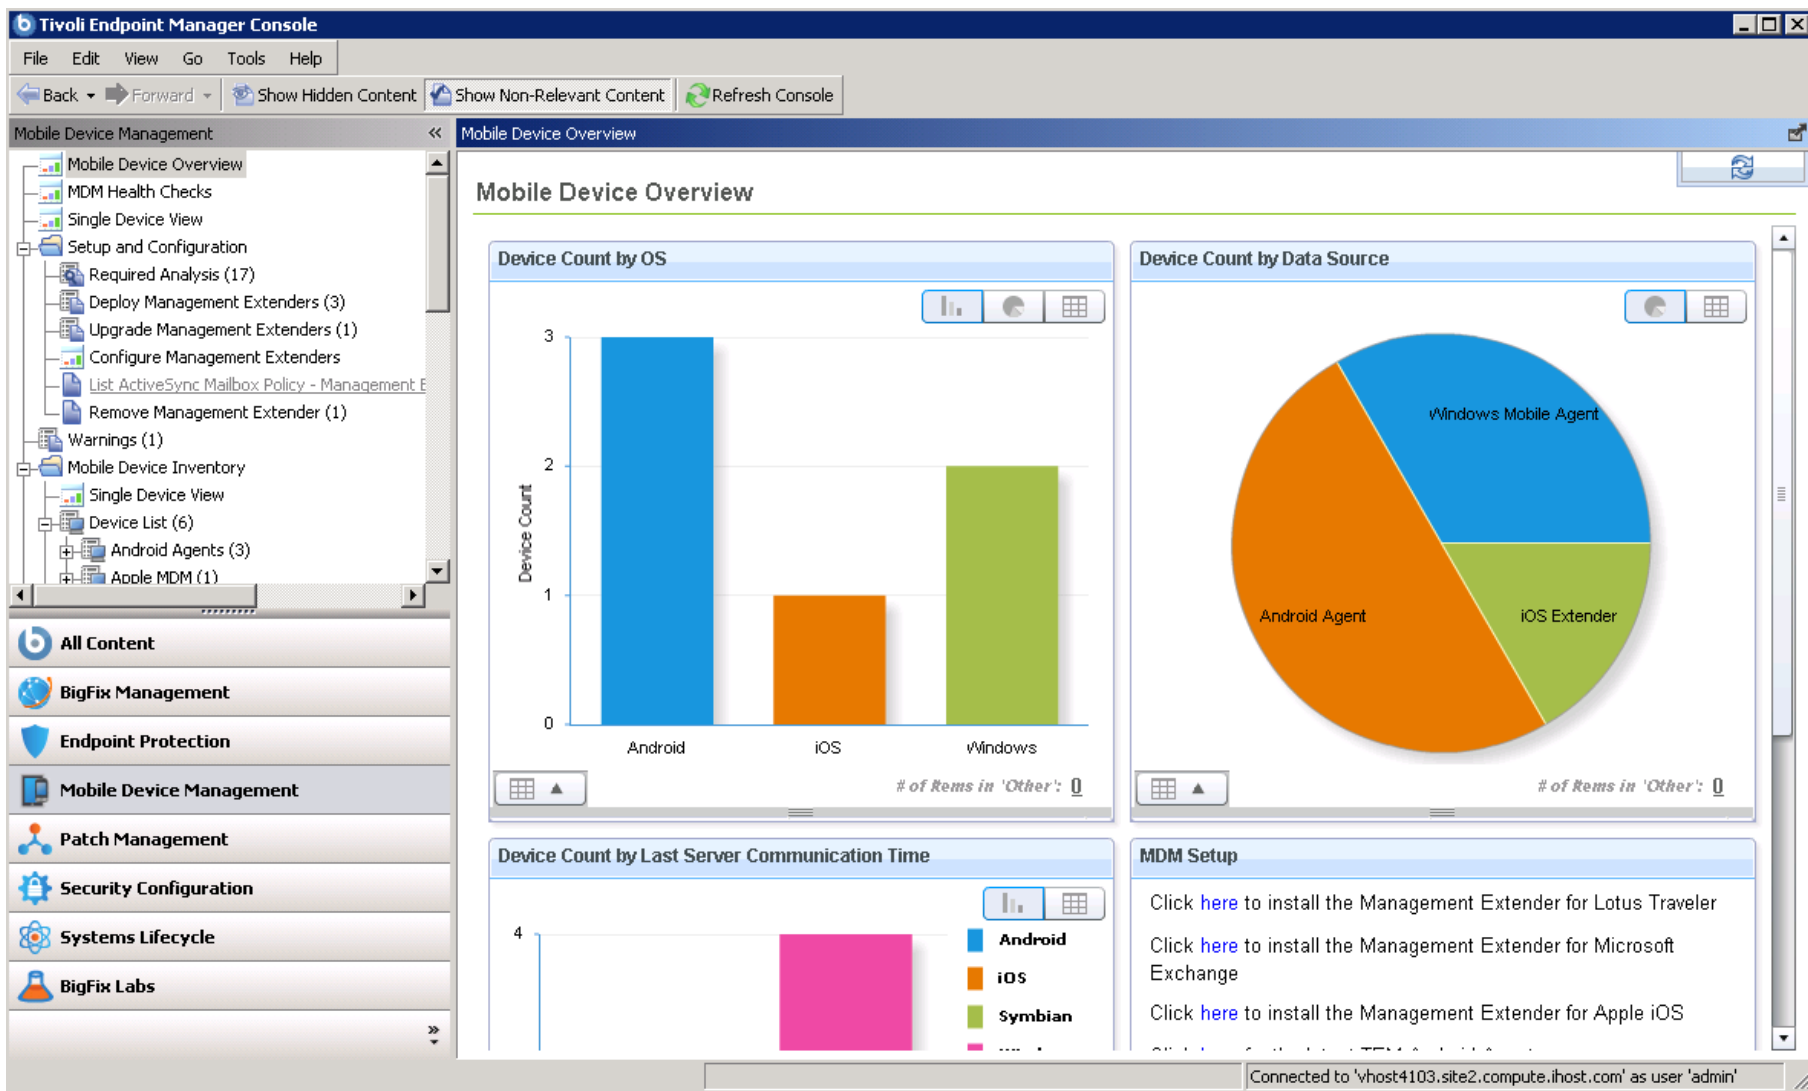 Tivoli Endpoint Manager Console
File Edit View Go Tools Help
Back Forward Show Hidden Content Show Non-Relevant Content Refresh Console
Mobile Device Management
Mobile Device Overview
MDM Health Checks
Single Device View
Setup and Configuration
Required Analysis (17)
Deploy Management Extenders (3)
Upgrade Management Extenders (1)
Configure Management Extenders
List ActiveSync Mailbox Policy - Management
Remove Management Extender (1)
Warnings (1)
Mobile Device Inventory
Single Device View
Device List (6)
Android Agents (3)
Apple MDM (1)
All Content
BigFix Management
Endpoint Protection
Mobile Device Management
Patch Management
Security Configuration
Systems Lifecycle
BigFix Labs
Mobile Device Overview
Mobile Device Overview
Device Count by OS
3
2
1
0
Device Count
Android iOS Windows
# of Items in 'Other': 0
Device Count by Data Source
Windows Mobile Agent
Android Agent
iOS Extender
# of Items in 'Other': 0
Device Count by Last Server Communication Time
4
Android
iOS
Symbian
MDM Setup
Click here to install the Management Extender for Lotus Traveler
Click here to install the Management Extender for Microsoft
Exchange
Click here to install the Management Extender for Apple iOS
Connected to 'vhost4103.site2.compute.ihost.com' as user 'admin'